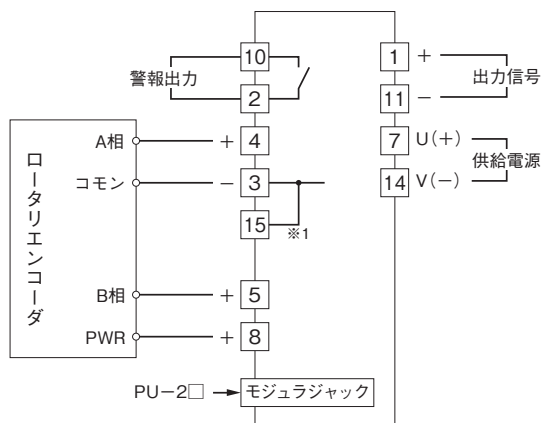 10
警報出力
2
1 +
出力信号
11 −
7 U(+)
供給電源
14 V(−)
ロータリエンコーダ
A相 + 4
コモン − 3
15
※1
B相 + 5
PWR + 8
PU−2□ モジュラジャック